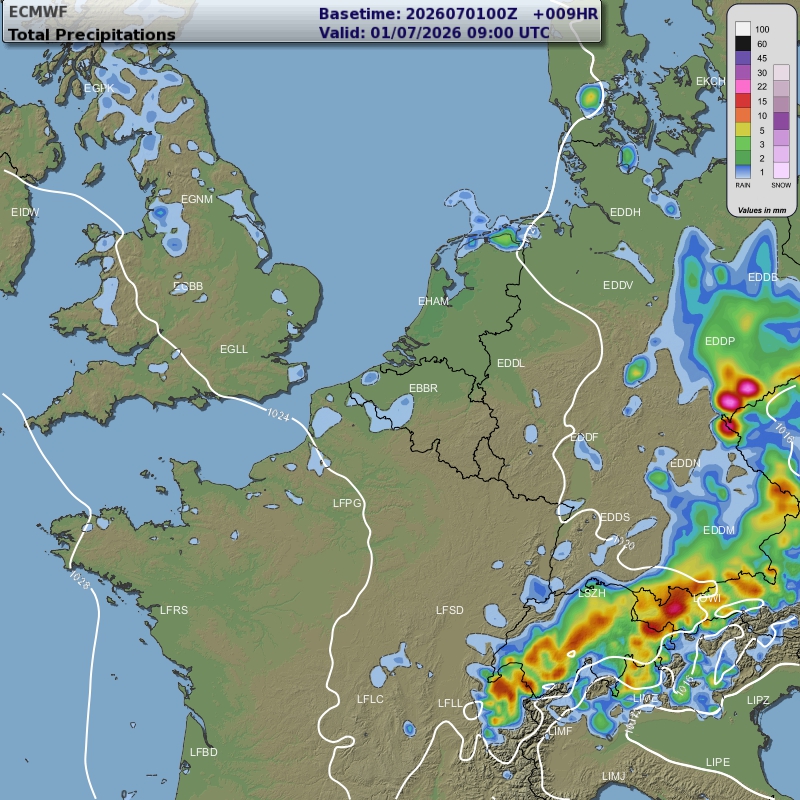 ECMWF
Basetime: 2026070100Z +009HR
Total Precipitations
Valid: 01/07/2026 09:00 UTC
100
60
45
30
22
15
10
5
3
2
1
RAIN
SNOW
Values in mm
EGPK
EKCH
EIDW
EGNM
EDDH
EGBB
EDDV
EDDB
EHAM
EGLL
EDDP
EDDL
EBBR
1024
1016
EDDF
EDDN
LFPG
EDDS
EDDM
1020
1028
LSZH
LOWI
LFRS
LFSD
1016
LFLC
LFLL
LIPZ
LIMF
LFBD
LIPE
LIMJ